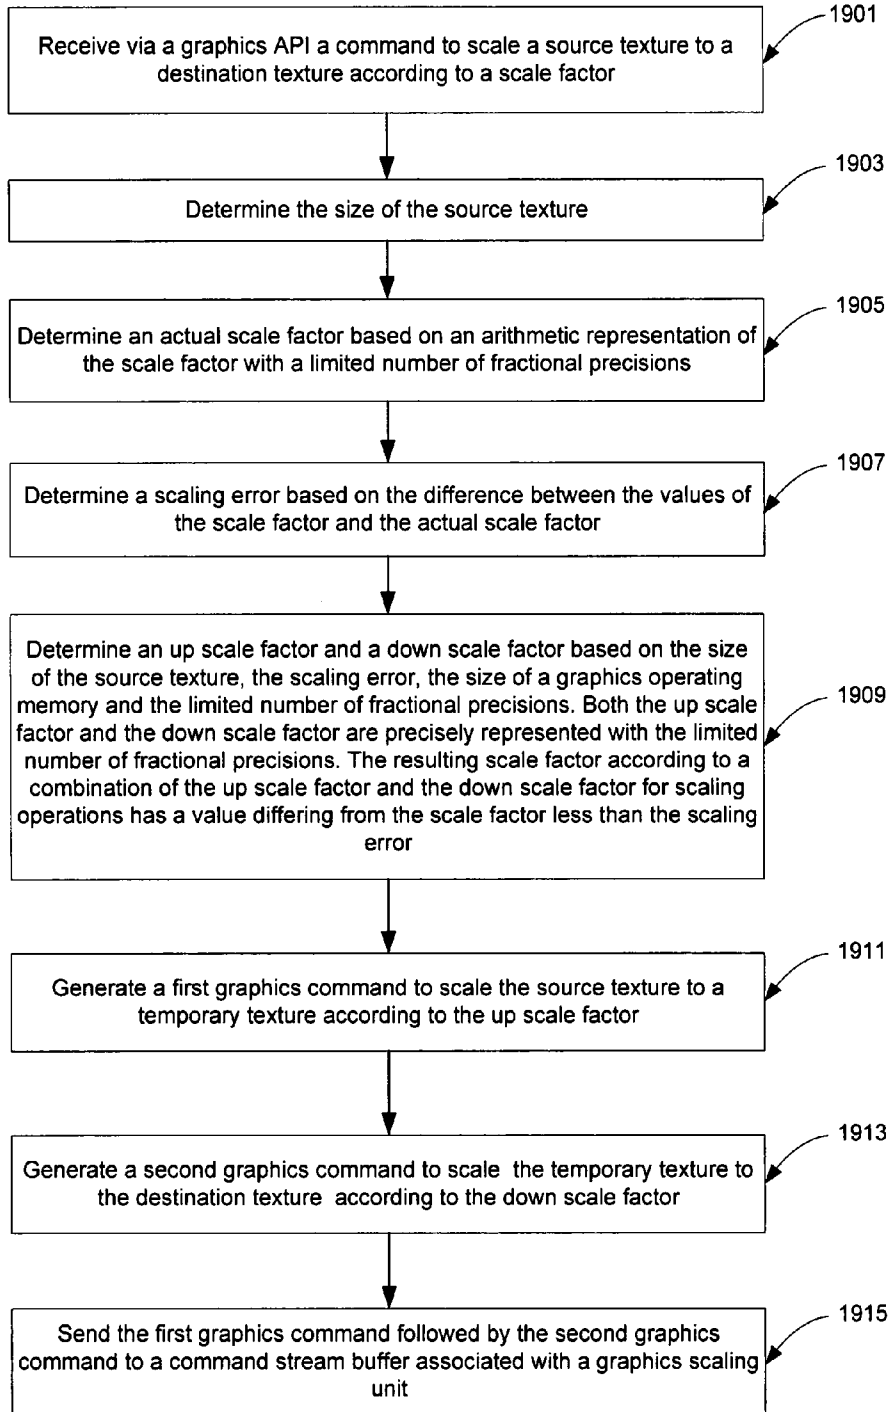 1901
Receive via a graphics API a command to scale a source texture to a
destination texture according to a scale factor
1903
Determine the size of the source texture
1905
Determine an actual scale factor based on an arithmetic representation of
the scale factor with a limited number of fractional precisions
1907
Determine a scaling error based on the difference between the values of
the scale factor and the actual scale factor
1909
Determine an up scale factor and a down scale factor based on the size
of the source texture, the scaling error, the size of a graphics operating
memory and the limited number of fractional precisions. Both the up scale
factor and the down scale factor are precisely represented with the limited
number of fractional precisions. The resulting scale factor according to a
combination of the up scale factor and the down scale factor for scaling
operations has a value differing from the scale factor less than the scaling
error
1911
Generate a first graphics command to scale the source texture to a
temporary texture according to the up scale factor
1913
Generate a second graphics command to scale the temporary texture to
the destination texture according to the down scale factor
1915
Send the first graphics command followed by the second graphics
command to a command stream buffer associated with a graphics scaling
unit